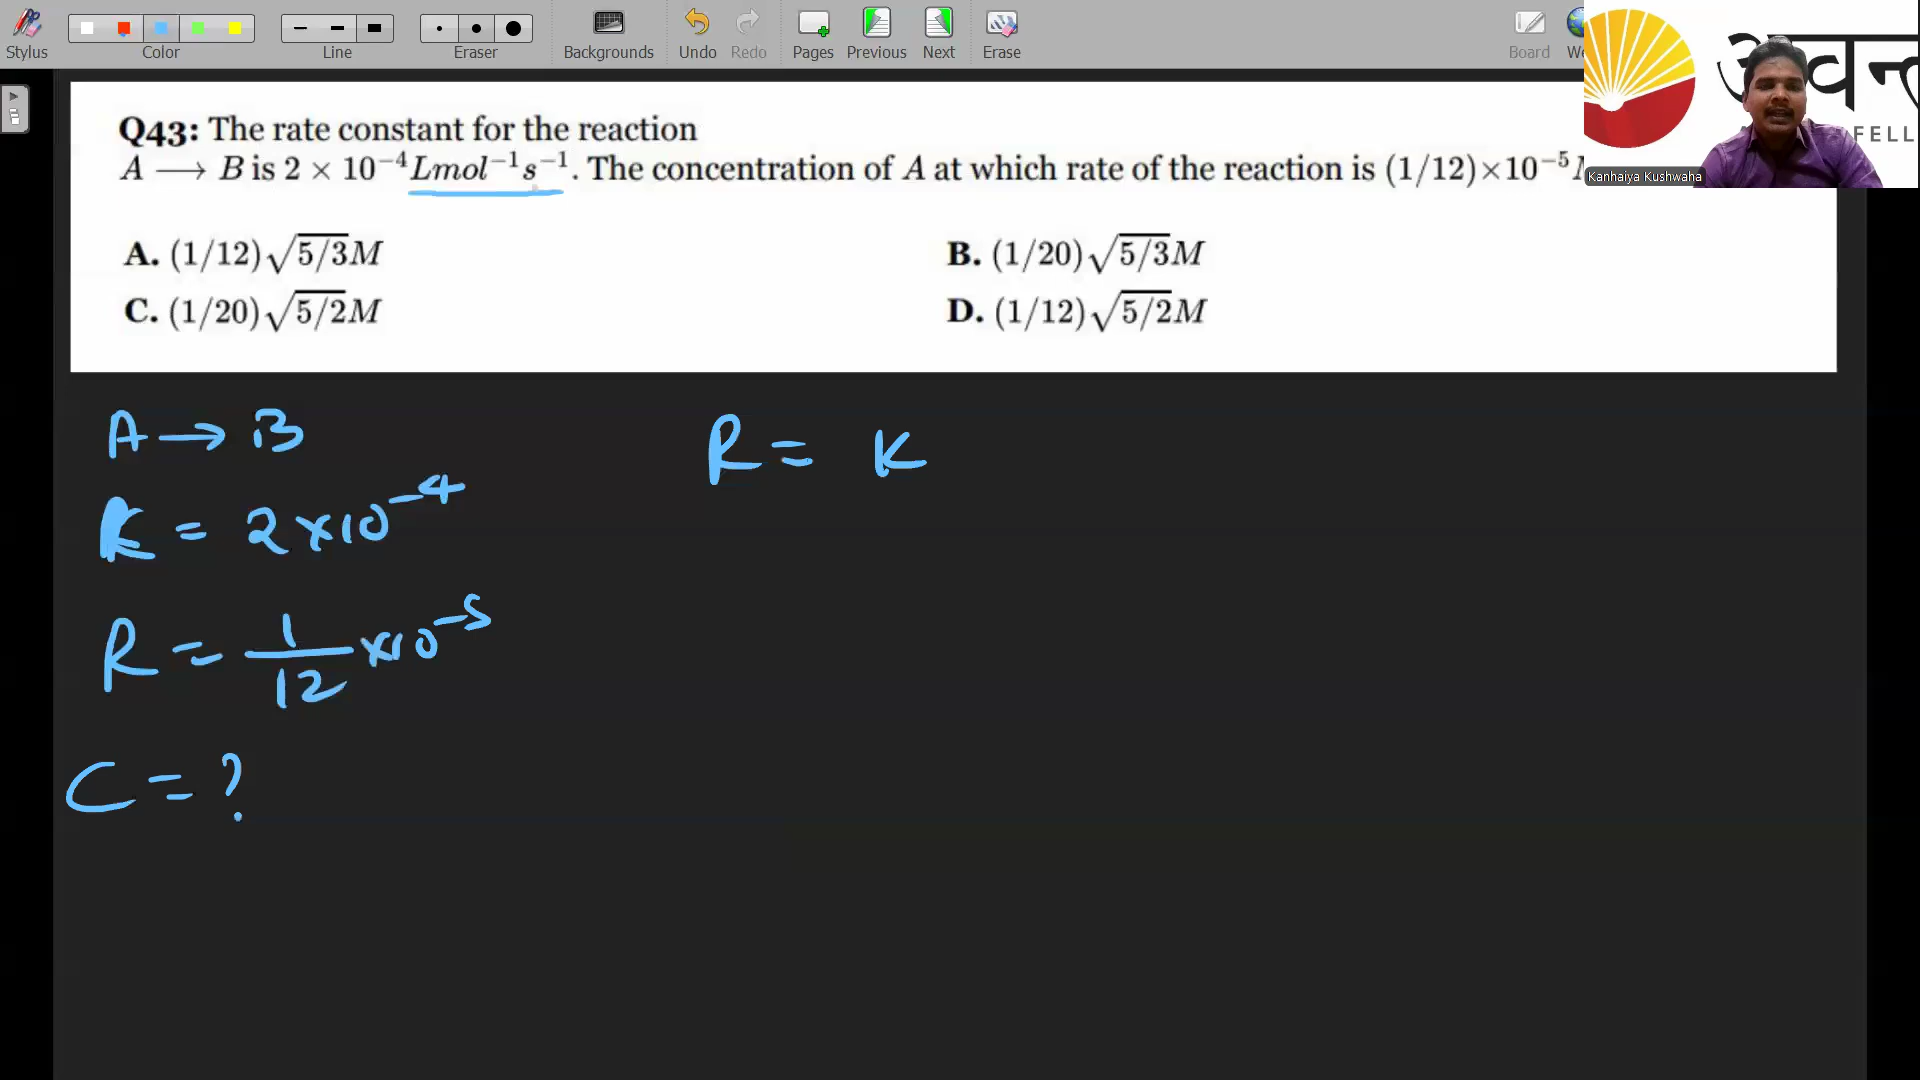 Stylus Color Line Eraser Backgrounds Undo Redo Pages Previous Next Erase Board
Q43: The rate constant for the reaction
A ⟶ B is 2 × 10⁻⁴ Lmol⁻¹s⁻¹. The concentration of A at which rate of the reaction is (1/12)×10⁻⁵
A. (1/12)√5/3M
B. (1/20)√5/3M
C. (1/20)√5/2M
D. (1/12)√5/2M
FELL
Kanhaiya Kushwaha
A → B
K = 2×10⁻⁴
R = 1/12 ×10⁻⁵
C = ?
R = K